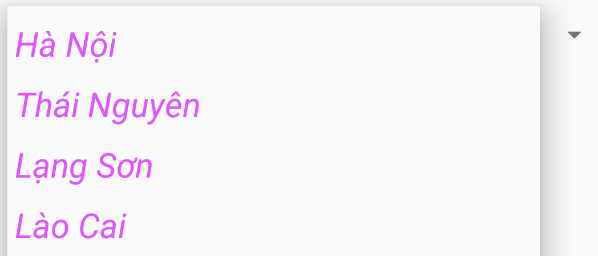 Hà Nội
Thái Nguyên
Lạng Sơn
Lào Cai